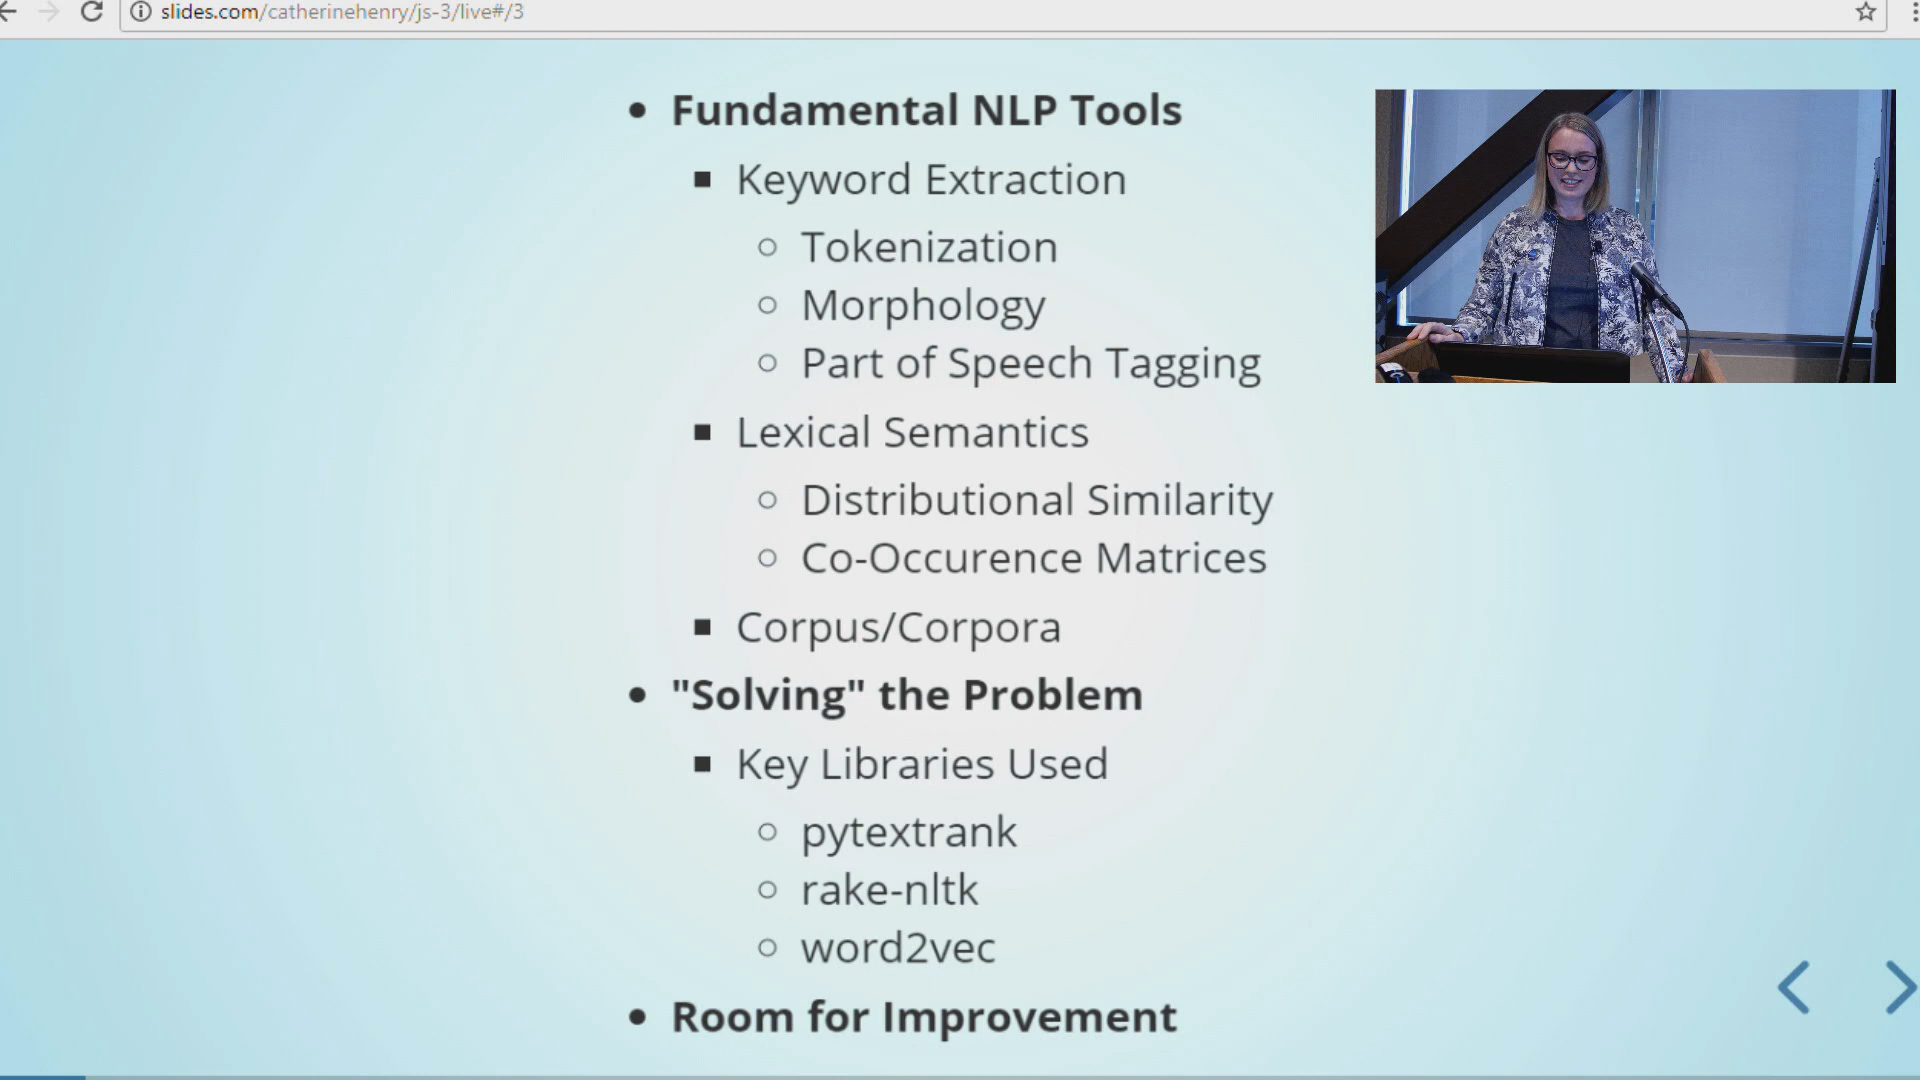 slides.com/catherinehenry/js-3/live#/3
Fundamental NLP Tools
Keyword Extraction
Tokenization
Morphology
Part of Speech Tagging
Lexical Semantics
Distributional Similarity
Co-Occurence Matrices
Corpus/Corpora
"Solving" the Problem
Key Libraries Used
pytextrank
rake-nltk
word2vec
Room for Improvement